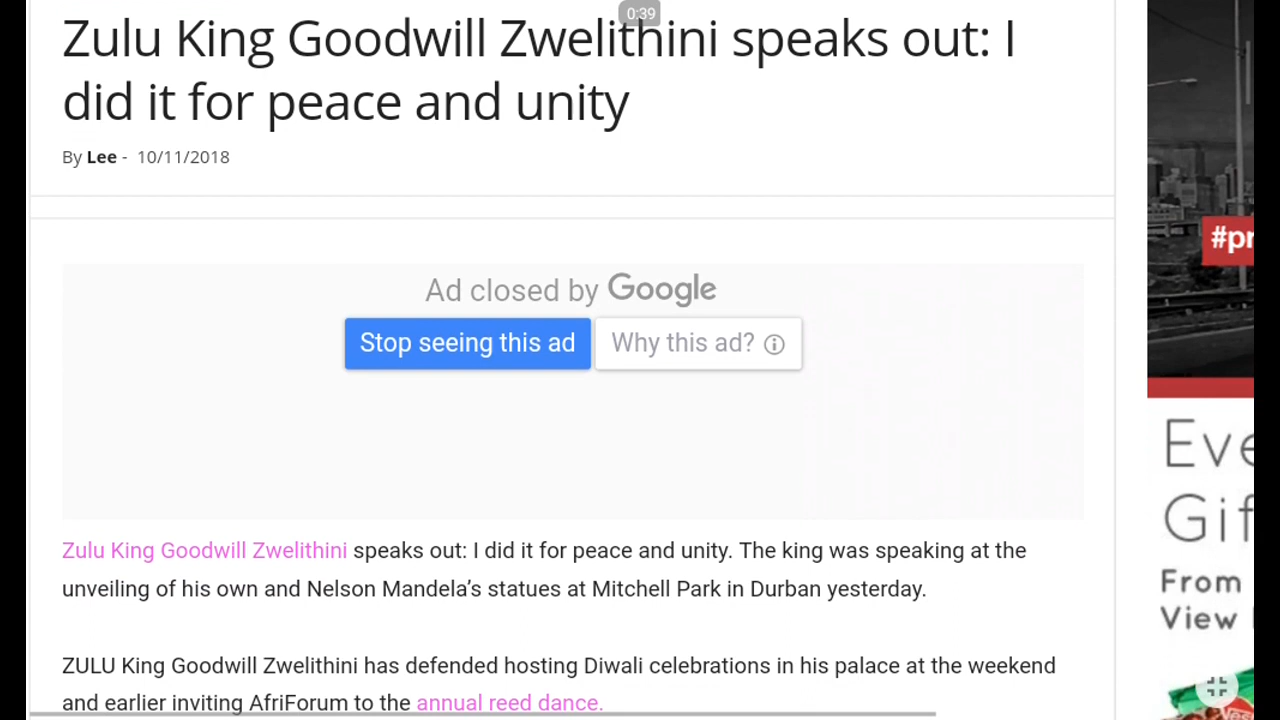 0:39
Zulu King Goodwill Zwelithini speaks out: I
did it for peace and unity
By Lee - 10/11/2018
#pr
Ad closed by Google
Stop seeing this ad
Why this ad?
Eve
Gif
From
View
Zulu King Goodwill Zwelithini speaks out: I did it for peace and unity. The king was speaking at the
unveiling of his own and Nelson Mandela’s statues at Mitchell Park in Durban yesterday.
ZULU King Goodwill Zwelithini has defended hosting Diwali celebrations in his palace at the weekend
and earlier inviting AfriForum to the annual reed dance.